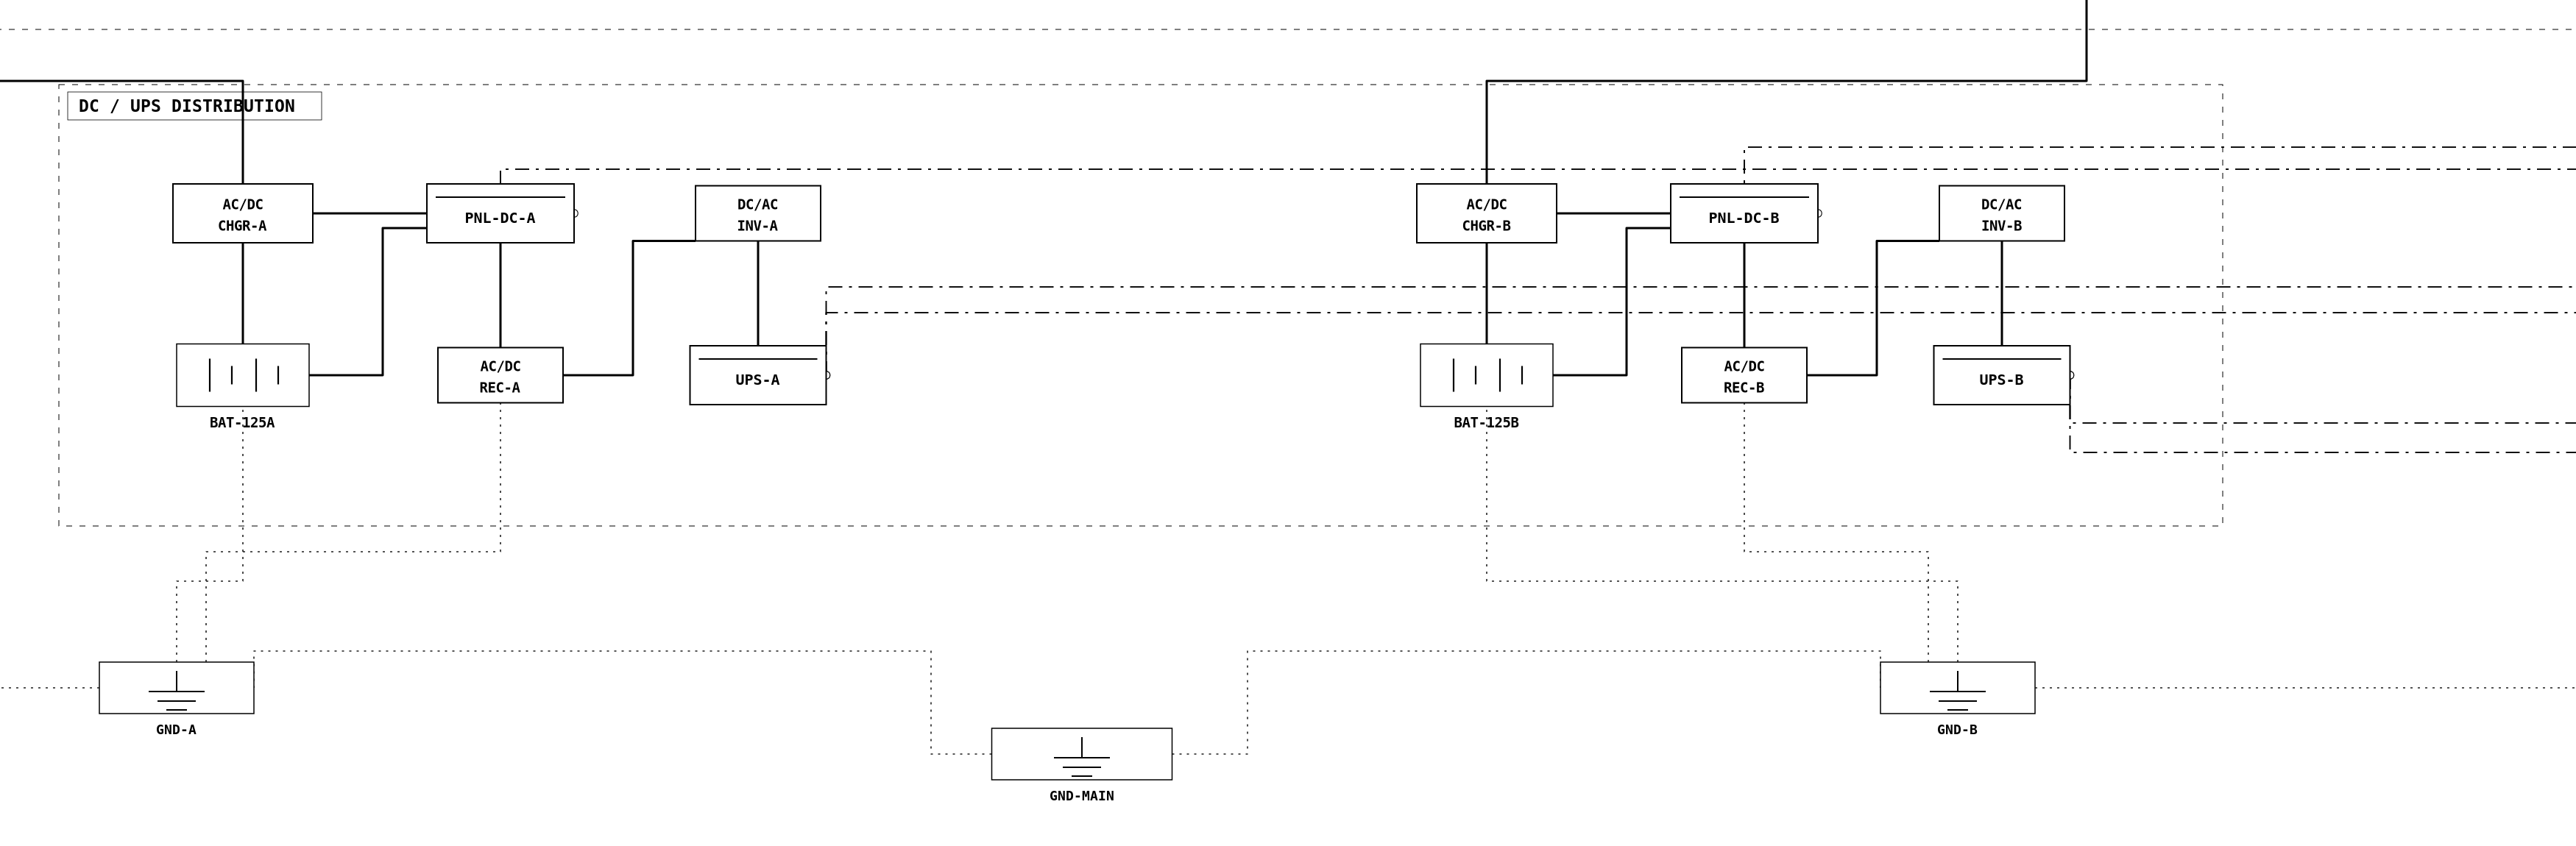 DC / UPS DISTRIBUTION
AC/DC
CHGR-A
PNL-DC-A
DC/AC
INV-A
AC/DC
CHGR-B
PNL-DC-B
DC/AC
INV-B
BAT-125A
AC/DC
REC-A
UPS-A
BAT-125B
AC/DC
REC-B
UPS-B
GND-A
GND-B
GND-MAIN